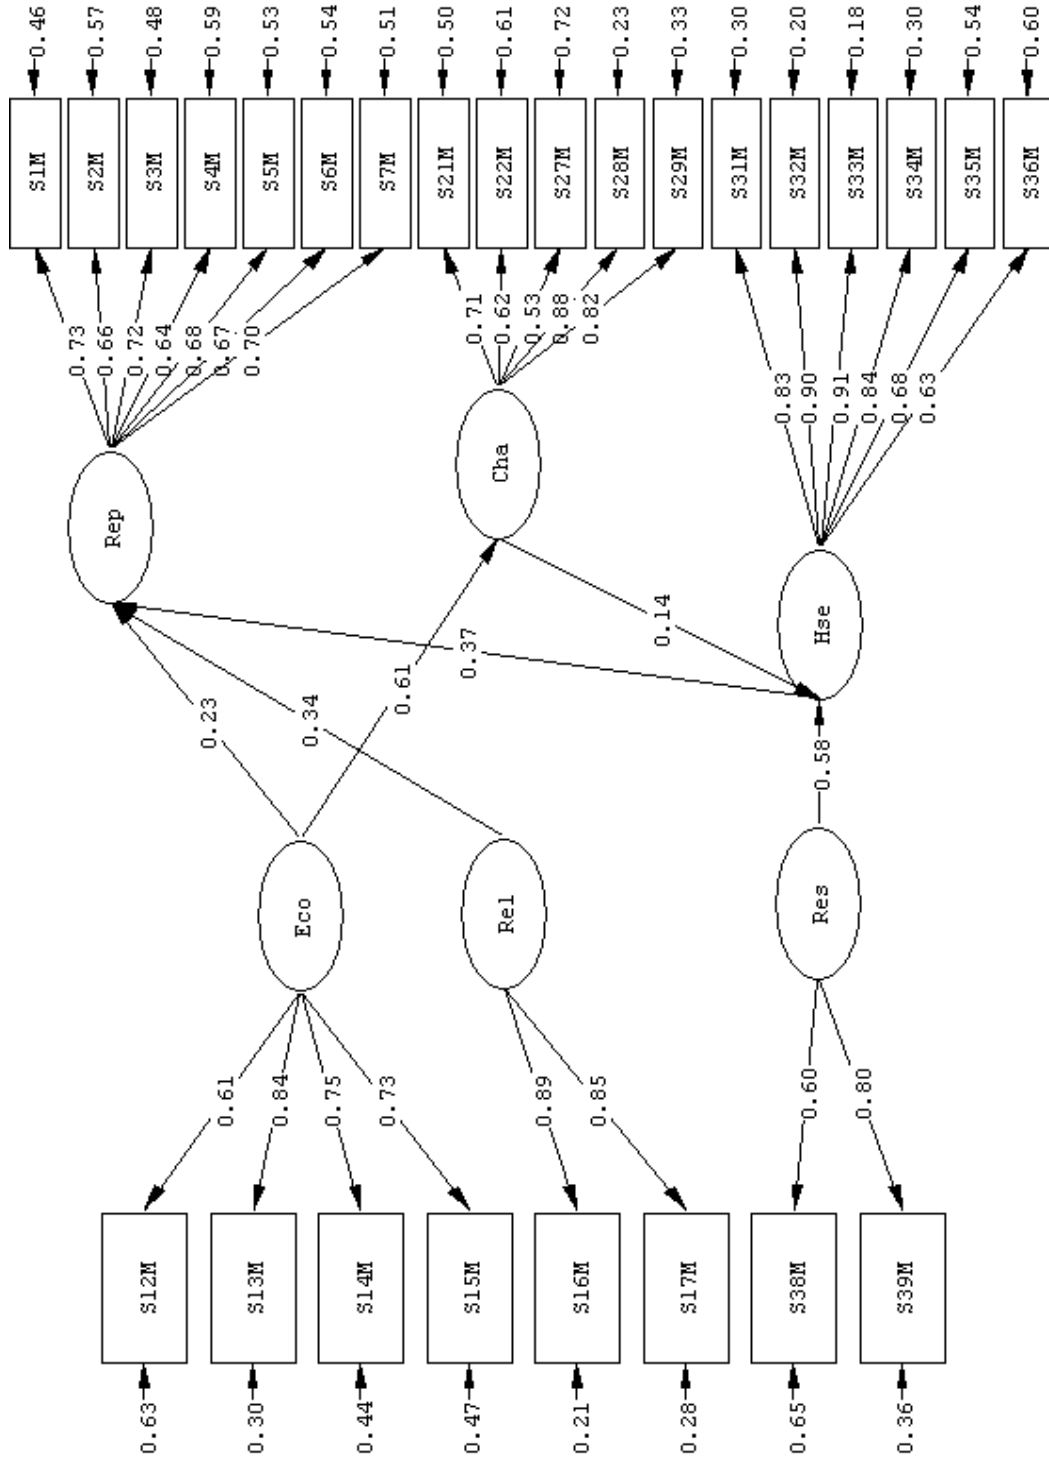 0.46
0.57
0.48
0.59
0.53
0.54
0.51
0.50
0.61
0.72
0.23
0.33
0.30
0.20
0.18
0.30
0.54
0.60
S1M
S2M
S3M
S4M
S5M
S6M
S7M
S21M
S22M
S27M
S28M
S29M
S31M
S32M
S33M
S34M
S35M
S36M
0.73
0.66
0.72
0.64
0.68
0.67
0.70
0.71
0.62
0.53
0.88
0.82
0.83
0.90
0.91
0.84
0.68
0.63
Rep
Cha
Hse
0.23
0.34
0.61
0.37
0.14
0.58
Eco
Rel
Res
0.61
0.84
0.75
0.73
0.89
0.85
0.60
0.80
S12M
S13M
S14M
S15M
S16M
S17M
S38M
S39M
0.63
0.30
0.44
0.47
0.21
0.28
0.65
0.36